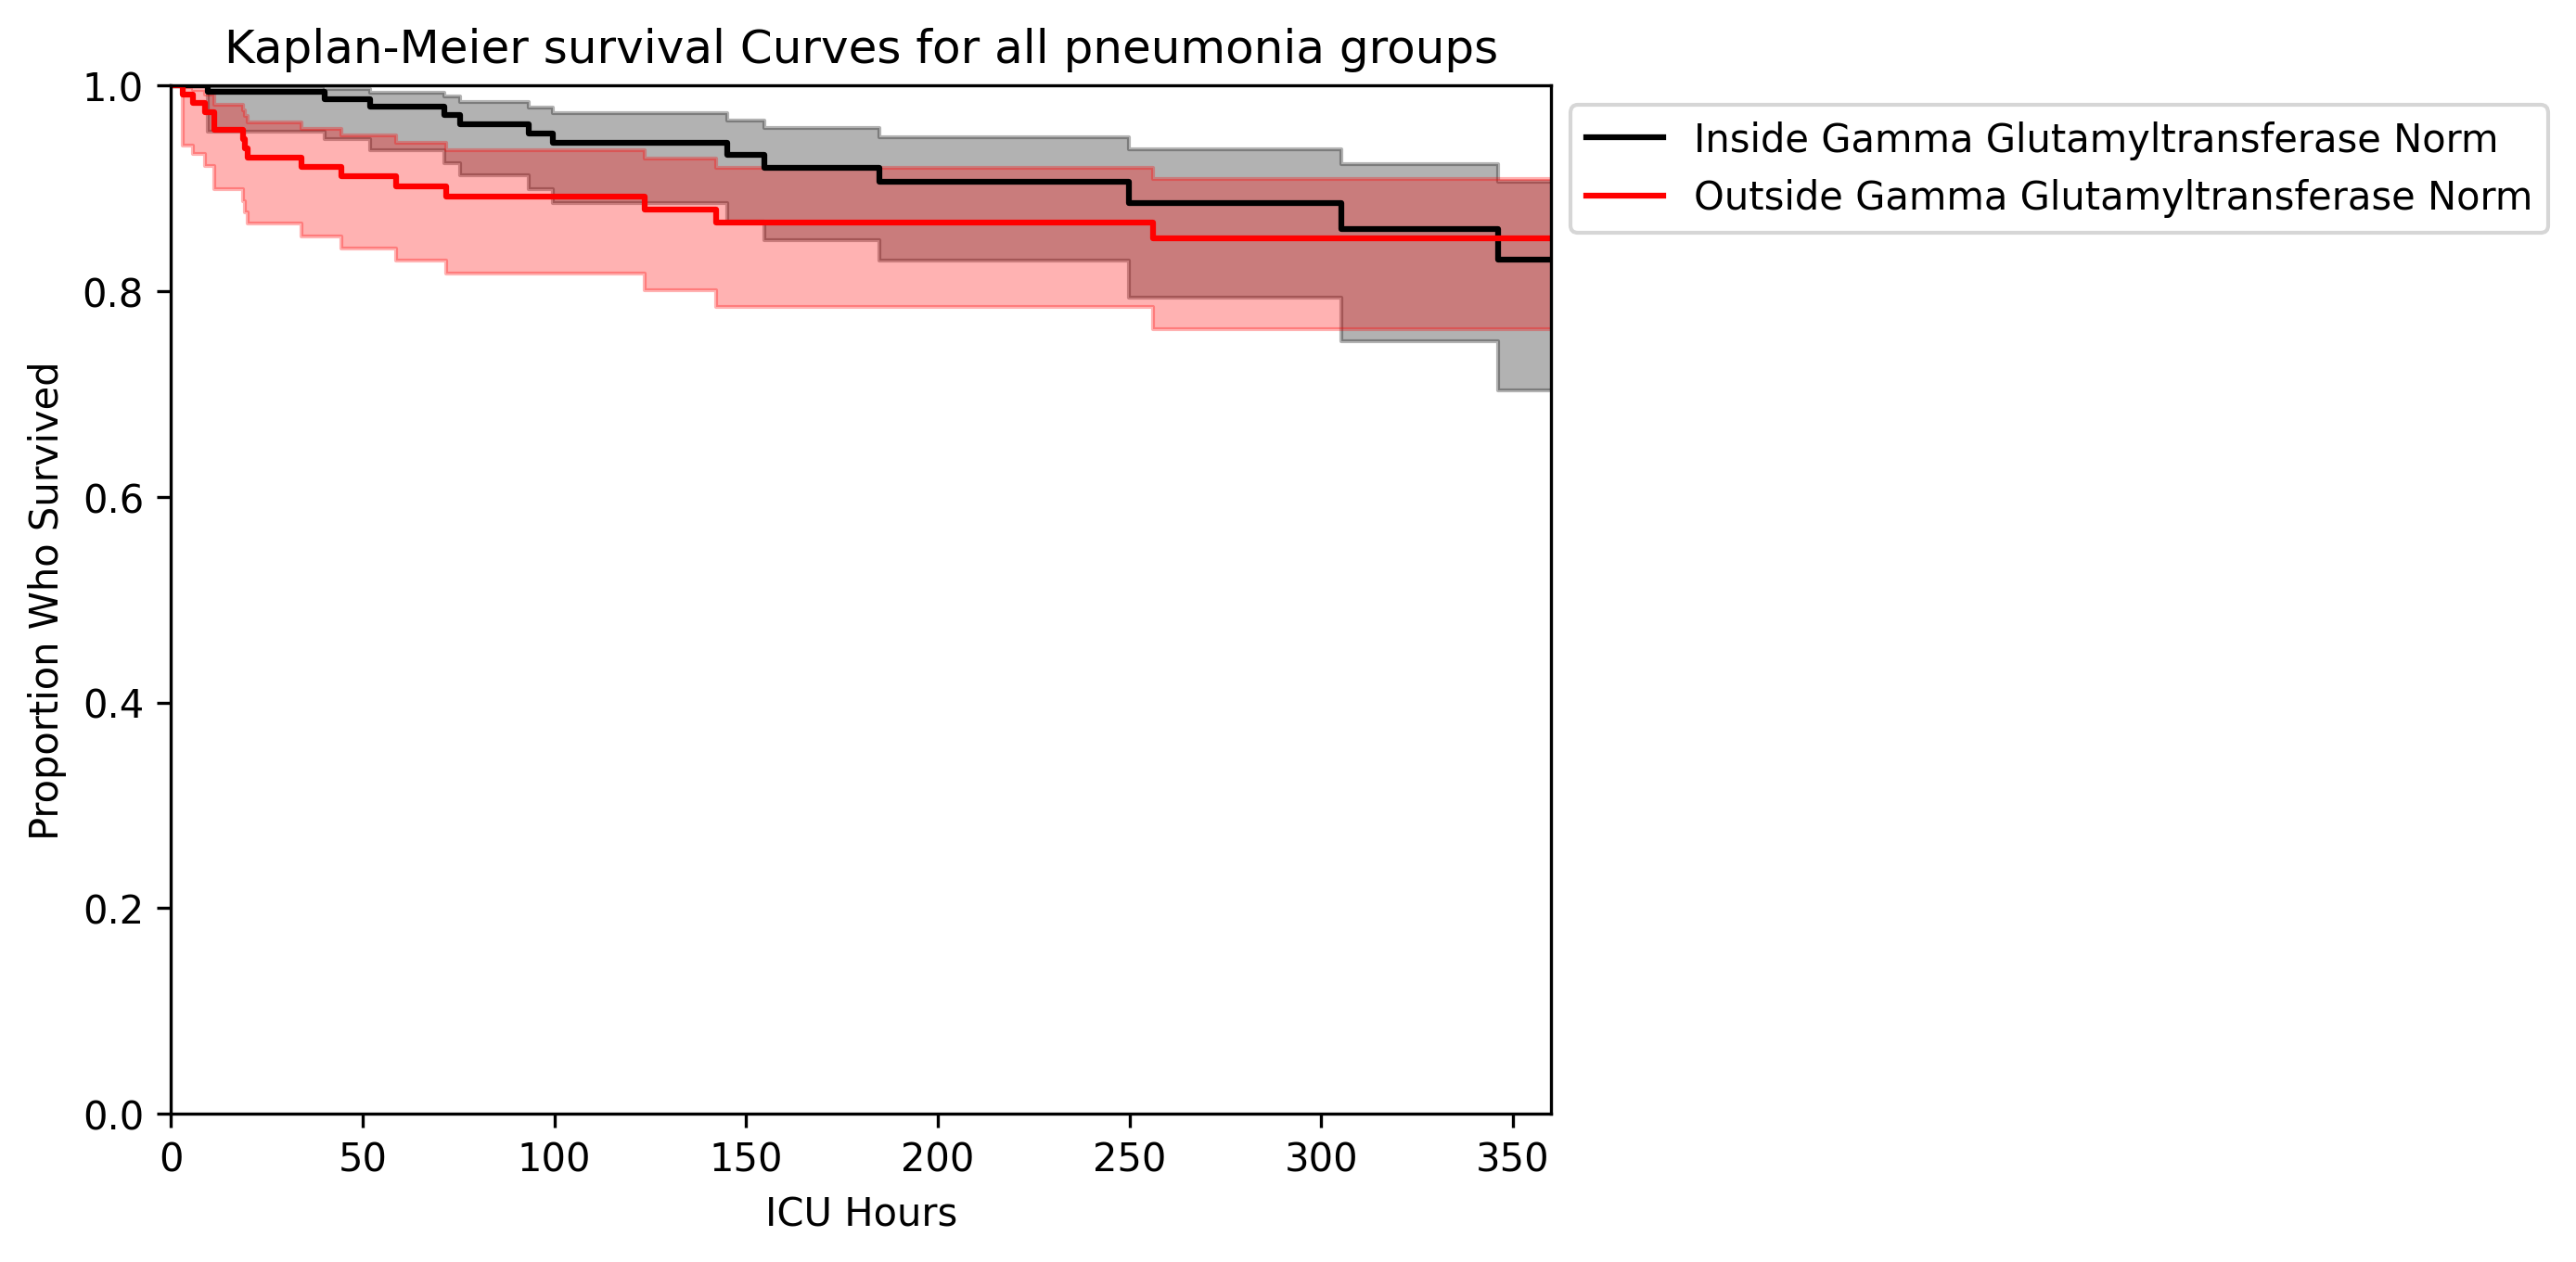 Kaplan-Meier survival Curves for all pneumonia groups
1.0
0.8
0.6
0.4
0.2
0.0
Proportion Who Survived
0 50 100 150 200 250 300 350
ICU Hours
Inside Gamma Glutamyltransferase Norm
Outside Gamma Glutamyltransferase Norm